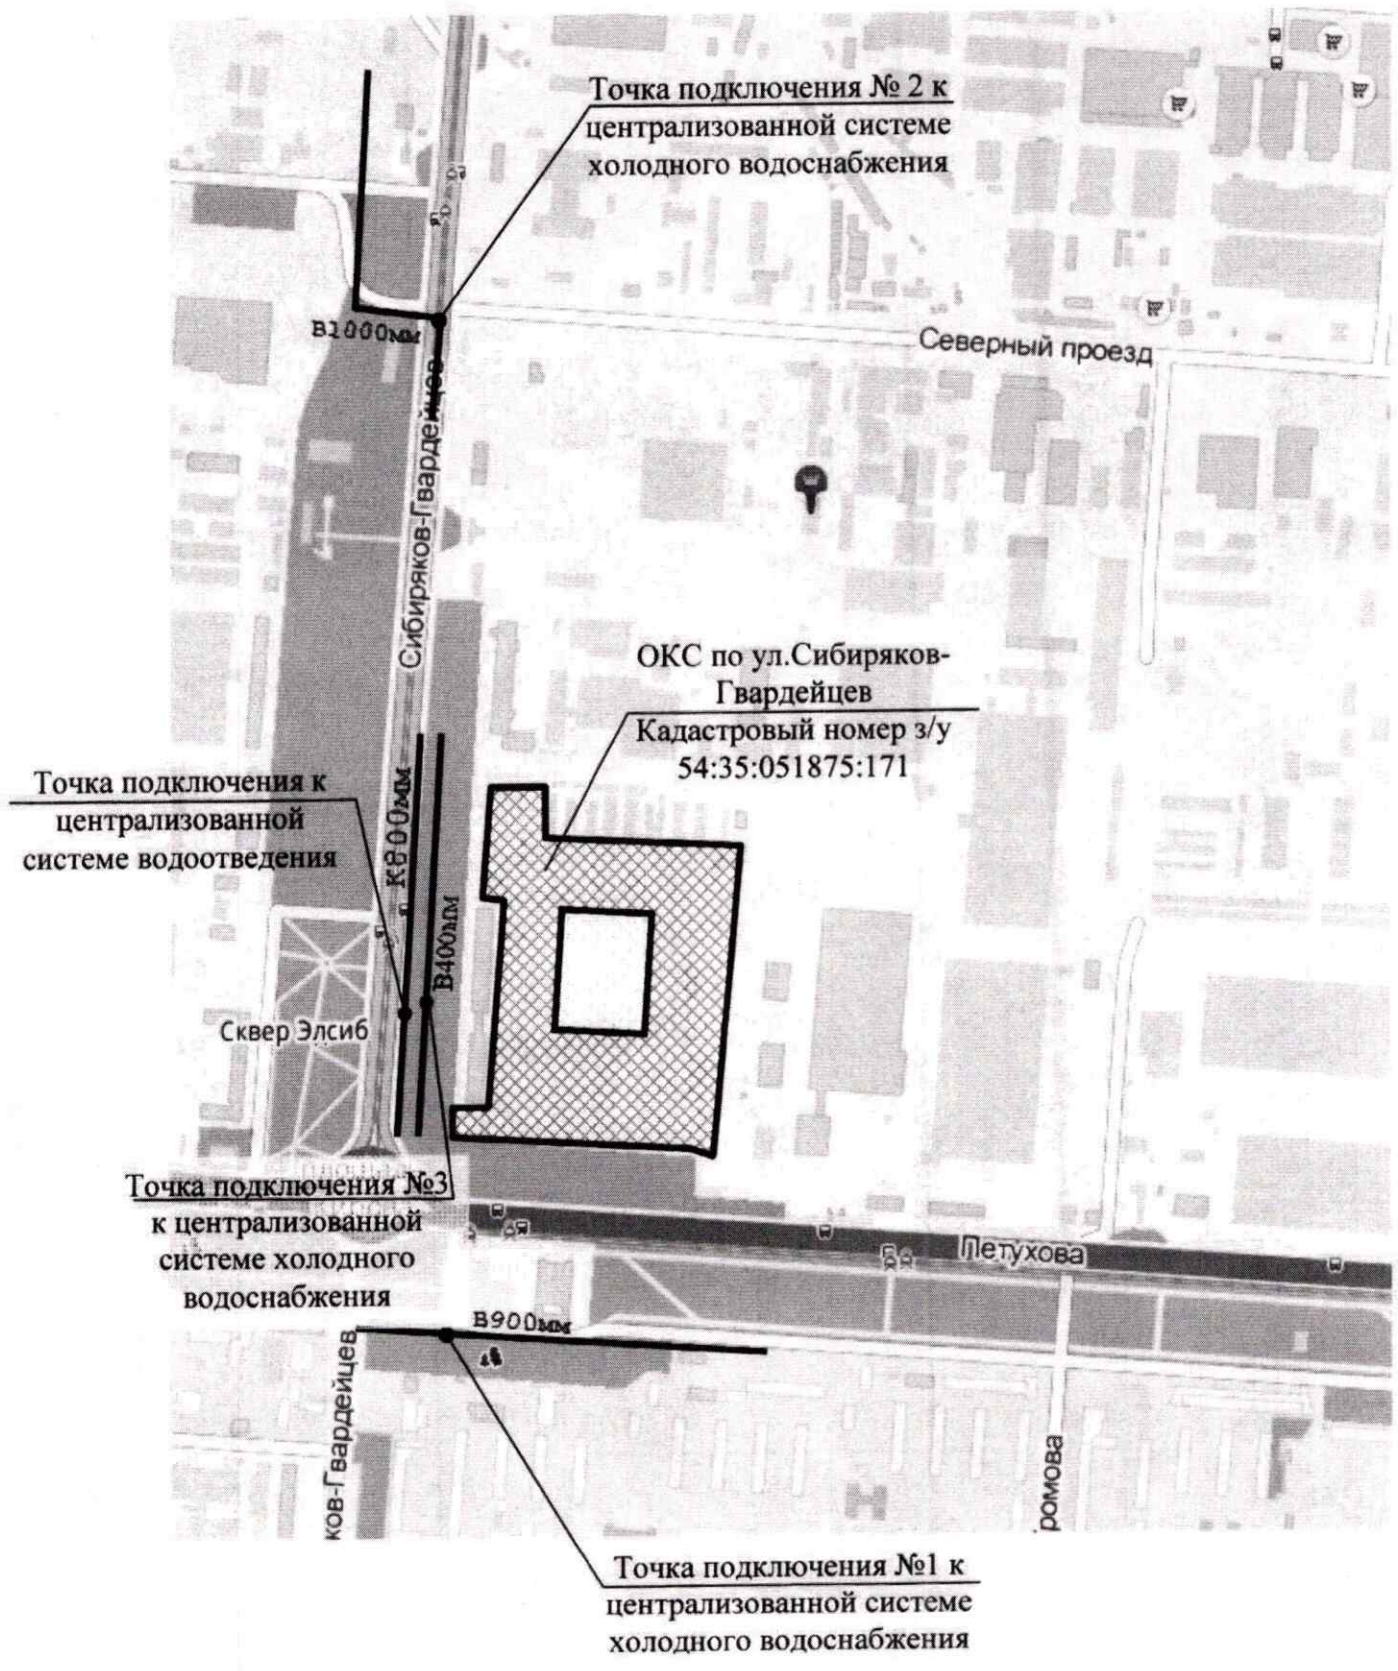 Точка подключения № 2 к
централизованной системе
холодного водоснабжения
В1000мм
Северный проезд
Сибиряков-Гвардейцев
ОКС по ул.Сибиряков-
Гвардейцев
Кадастровый номер з/у
54:35:051875:171
Точка подключения к
централизованной
системе водоотведения
К800мм
В400мм
Сквер Элсиб
Точка подключения №3
к централизованной
системе холодного
водоснабжения
Петухова
В900мм
ков-Гвардейцев
ромова
Точка подключения №1 к
централизованной системе
холодного водоснабжения